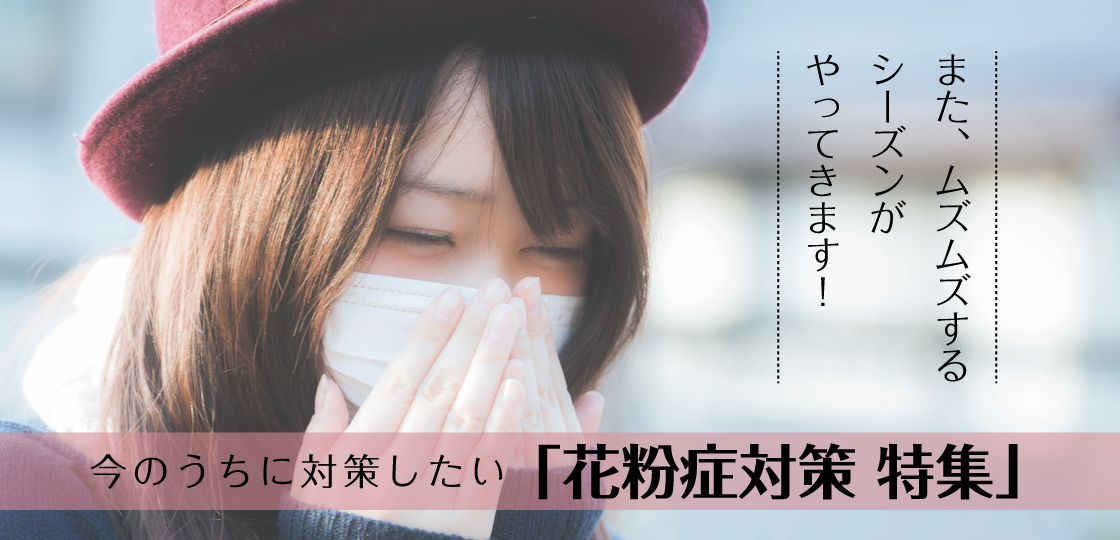 また、ムズムズする
シーズンが
やってきます！
今のうちに対策したい「花粉症対策 特集」